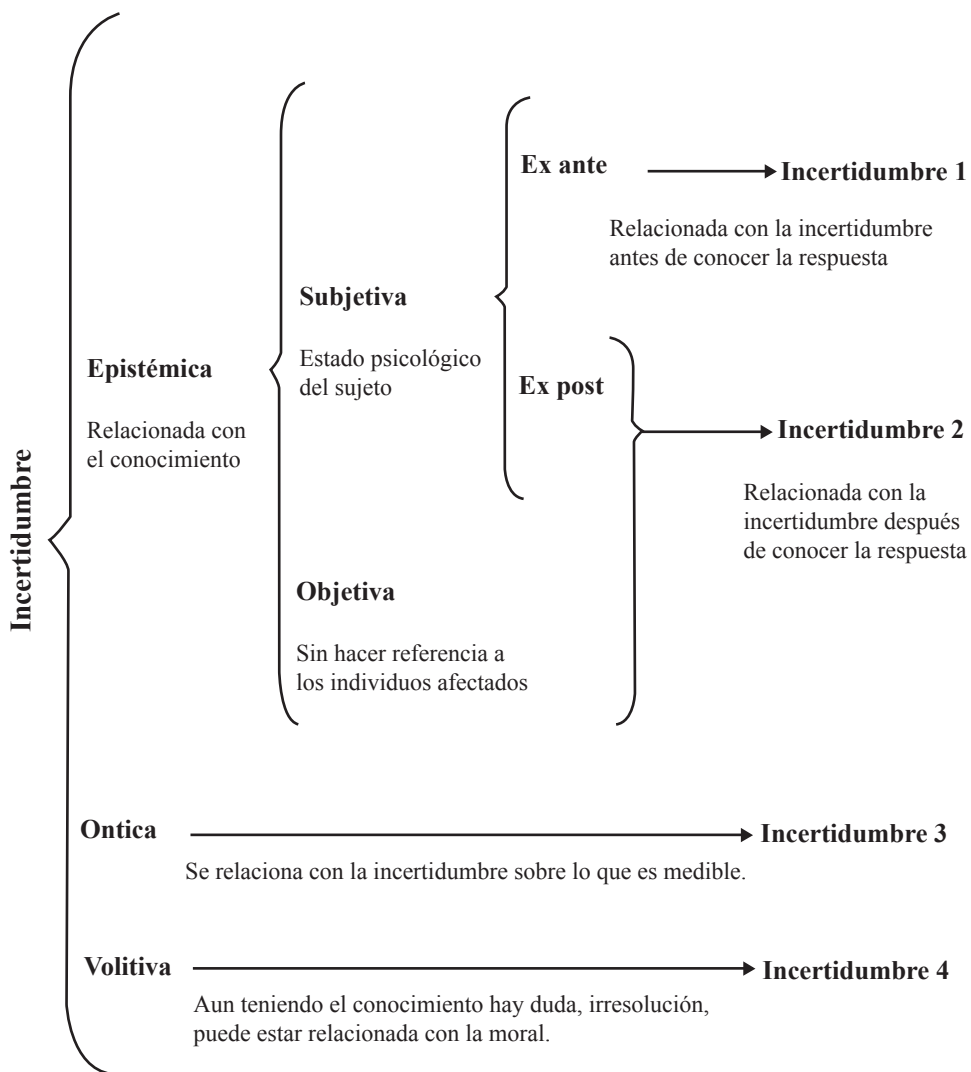 Incertidumbre
Epistémica
Relacionada con
el conocimiento
Subjetiva
Estado psicológico
del sujeto
Ex ante
Incertidumbre 1
Relacionada con la incertidumbre
antes de conocer la respuesta
Ex post
Incertidumbre 2
Relacionada con la
incertidumbre después
de conocer la respuesta
Objetiva
Sin hacer referencia a
los individuos afectados
Ontica
Incertidumbre 3
Se relaciona con la incertidumbre sobre lo que es medible.
Volitiva
Incertidumbre 4
Aun teniendo el conocimiento hay duda, irresolución,
puede estar relacionada con la moral.